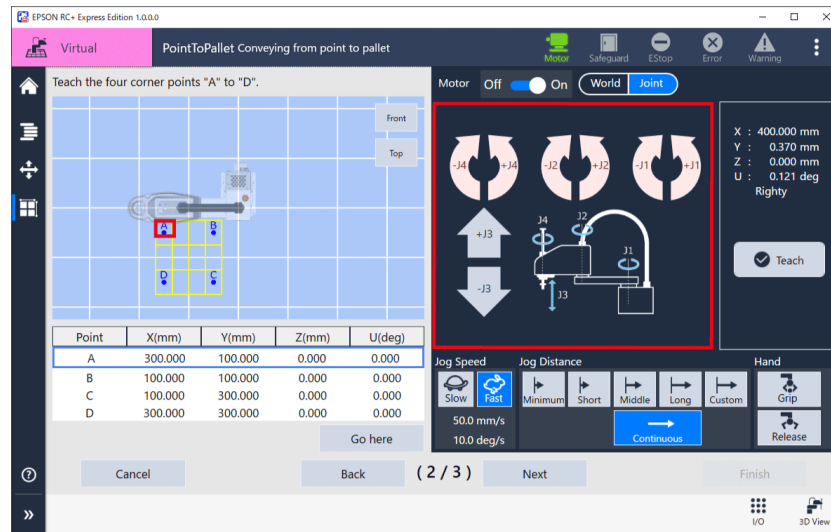 EPSON RC+ Express Edition 1.0.0.0
Virtual
PointToPallet Conveying from point to pallet
Motor
Safeguard
EStop
Error
Warning
Teach the four corner points "A" to "D".
Front
Top
A
B
D
C
Point X(mm) Y(mm) Z(mm) U(deg)
A 300.000 100.000 0.000 0.000
B 100.000 100.000 0.000 0.000
C 100.000 300.000 0.000 0.000
D 300.000 300.000 0.000 0.000
Go here
Motor Off On World Joint
-J4 +J4 -J2 +J2 -J1 +J1
+J3
-J3
J4
J2
J1
J3
X : 400.000 mm
Y : 0.370 mm
Z : 0.000 mm
U : 0.121 deg
Righty
Teach
Jog Speed
Slow Fast
50.0 mm/s
10.0 deg/s
Jog Distance
Minimum Short Middle Long Custom
Continuous
Hand
Grip
Release
?
Cancel
Back
( 2 / 3 )
Next
Finish
»
I/O
3D View